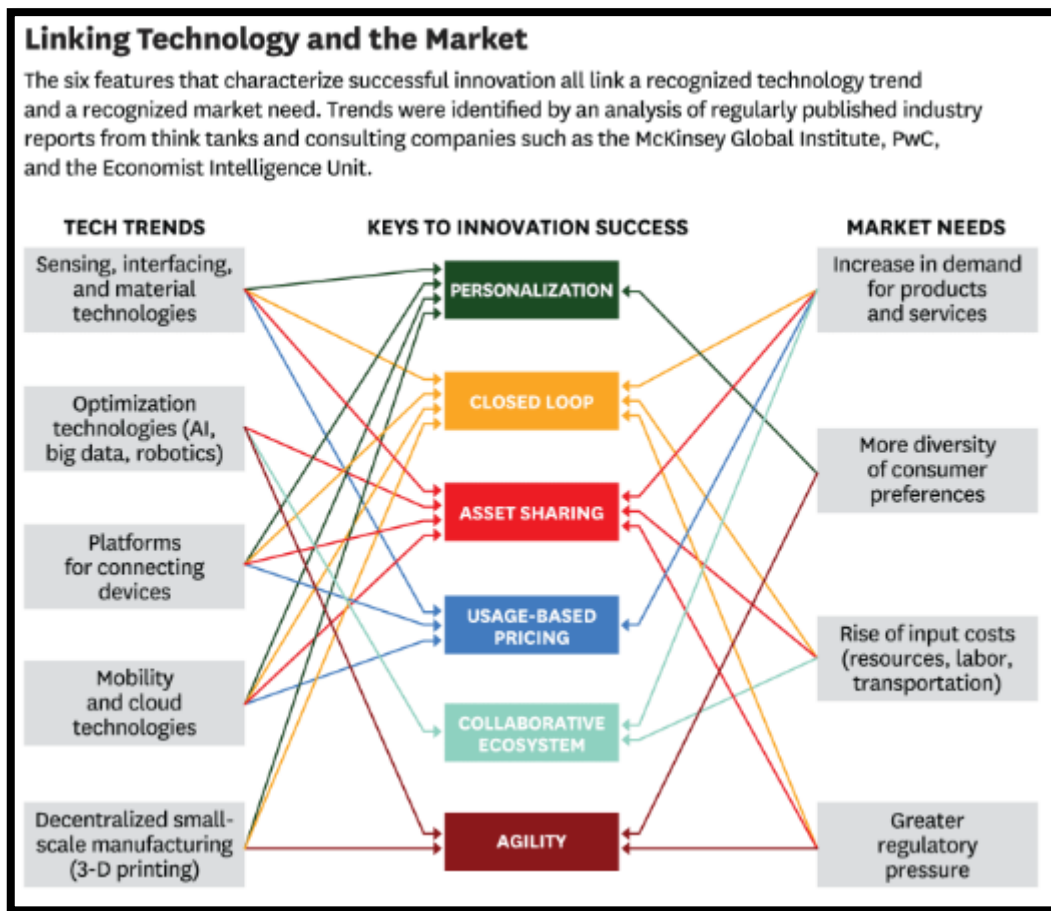 Linking Technology and the Market
The six features that characterize successful innovation all link a recognized technology trend
and a recognized market need. Trends were identified by an analysis of regularly published industry
reports from think tanks and consulting companies such as the McKinsey Global Institute, PwC,
and the Economist Intelligence Unit.
TECH TRENDS
Sensing, interfacing,
and material
technologies
Optimization
technologies (AI,
big data, robotics)
Platforms
for connecting
devices
Mobility
and cloud
technologies
Decentralized small-
scale manufacturing
(3-D printing)
KEYS TO INNOVATION SUCCESS
PERSONALIZATION
CLOSED LOOP
ASSET SHARING
USAGE-BASED
PRICING
COLLABORATIVE
ECOSYSTEM
AGILITY
MARKET NEEDS
Increase in demand
for products
and services
More diversity
of consumer
preferences
Rise of input costs
(resources, labor,
transportation)
Greater
regulatory
pressure